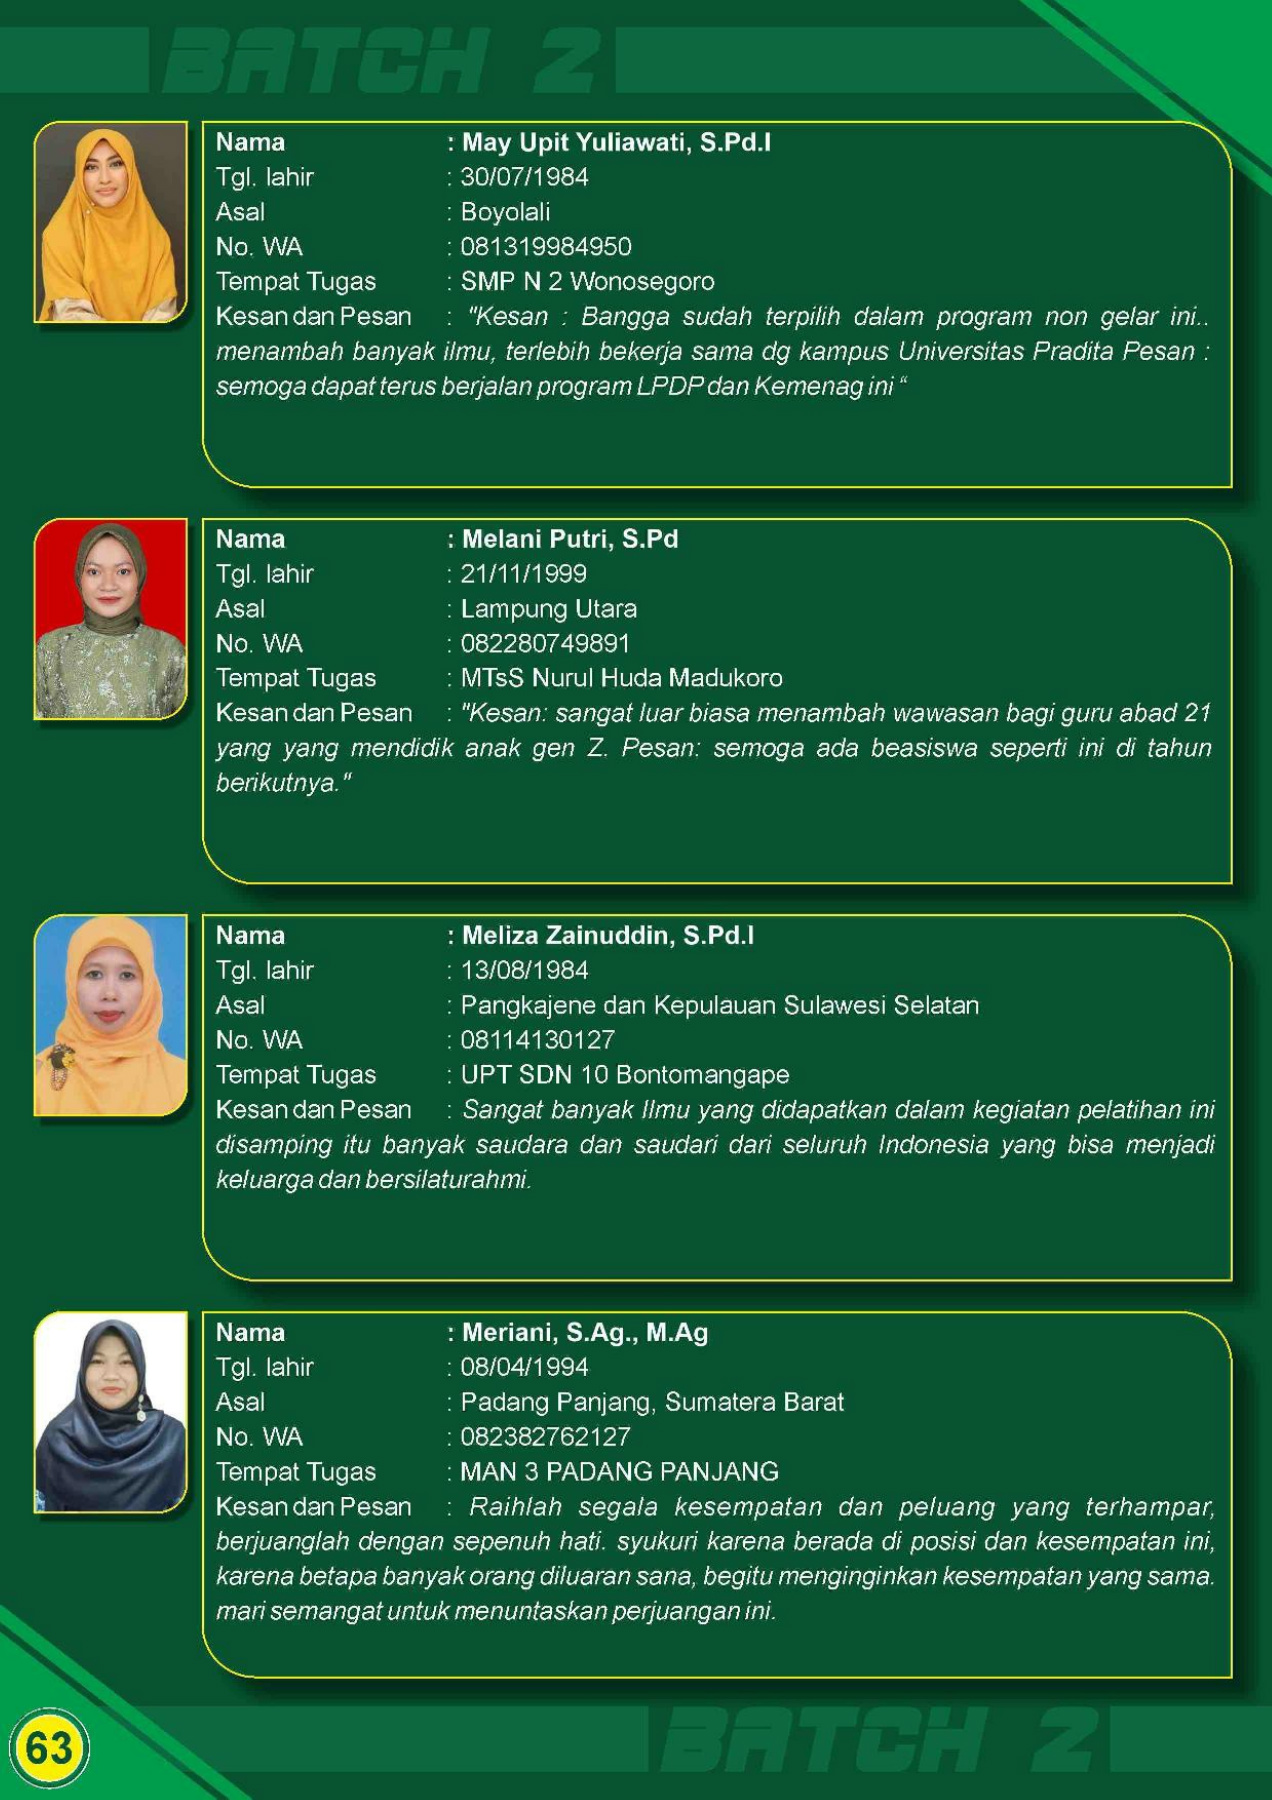 BATCH 2
Nama : May Upit Yuliawati, S.Pd.I
Tgl. lahir : 30/07/1984
Asal : Boyolali
No. WA : 081319984950
Tempat Tugas : SMP N 2 Wonosegoro
Kesan dan Pesan : "Kesan : Bangga sudah terpilih dalam program non gelar ini..
menambah banyak ilmu, terlebih bekerja sama dg kampus Universitas Pradita Pesan :
semoga dapat terus berjalan program LPDP dan Kemenag ini “
Nama : Melani Putri, S.Pd
Tgl. lahir : 21/11/1999
Asal : Lampung Utara
No. WA : 082280749891
Tempat Tugas : MTsS Nurul Huda Madukoro
Kesan dan Pesan : "Kesan: sangat luar biasa menambah wawasan bagi guru abad 21
yang yang mendidik anak gen Z. Pesan: semoga ada beasiswa seperti ini di tahun
berikutnya."
Nama : Meliza Zainuddin, S.Pd.I
Tgl. lahir : 13/08/1984
Asal : Pangkajene dan Kepulauan Sulawesi Selatan
No. WA : 08114130127
Tempat Tugas : UPT SDN 10 Bontomangape
Kesan dan Pesan : Sangat banyak Ilmu yang didapatkan dalam kegiatan pelatihan ini
disamping itu banyak saudara dan saudari dari seluruh Indonesia yang bisa menjadi
keluarga dan bersilaturahmi.
Nama : Meriani, S.Ag., M.Ag
Tgl. lahir : 08/04/1994
Asal : Padang Panjang, Sumatera Barat
No. WA : 082382762127
Tempat Tugas : MAN 3 PADANG PANJANG
Kesan dan Pesan : Raihlah segala kesempatan dan peluang yang terhampar,
berjuanglah dengan sepenuh hati. syukuri karena berada di posisi dan kesempatan ini,
karena betapa banyak orang diluaran sana, begitu menginginkan kesempatan yang sama.
mari semangat untuk menuntaskan perjuangan ini.
BATCH 2
63